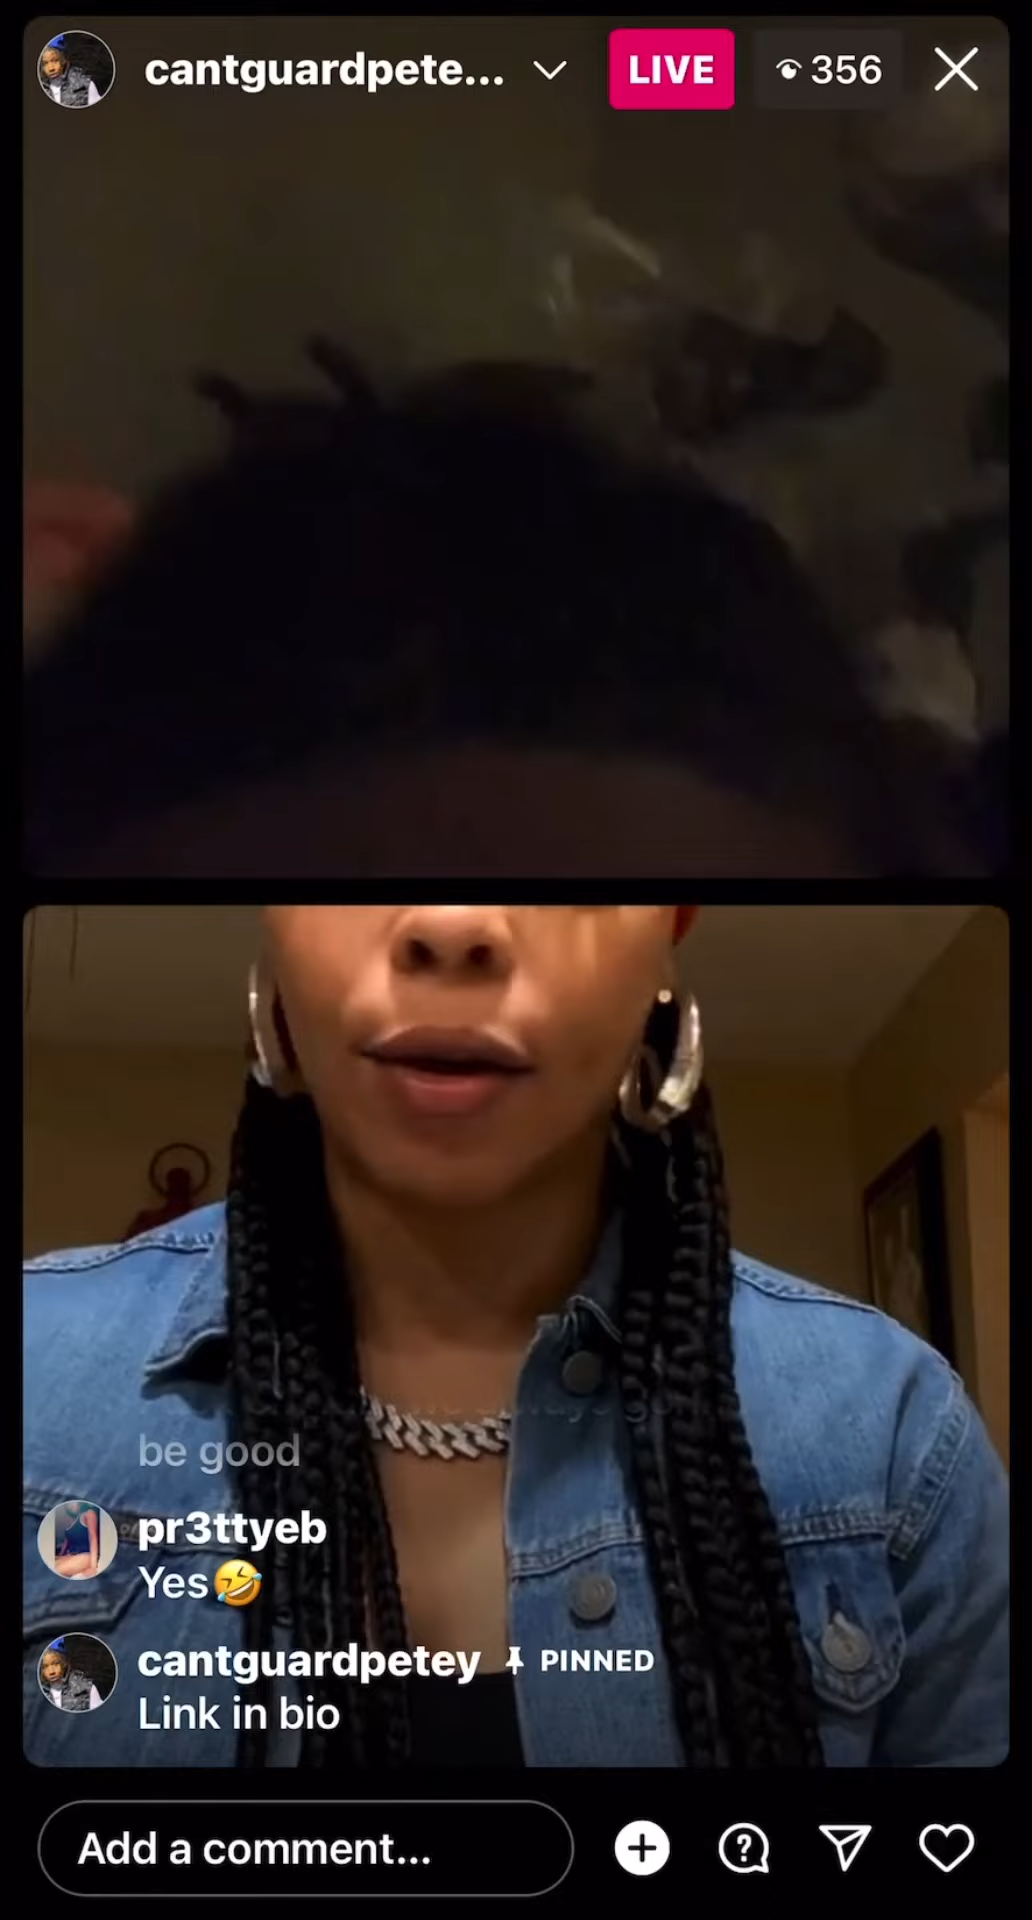 cantguardpete...
LIVE
356
be good
pr3ttyeb
Yes🤣
cantguardpetey PINNED
Link in bio
Add a comment...